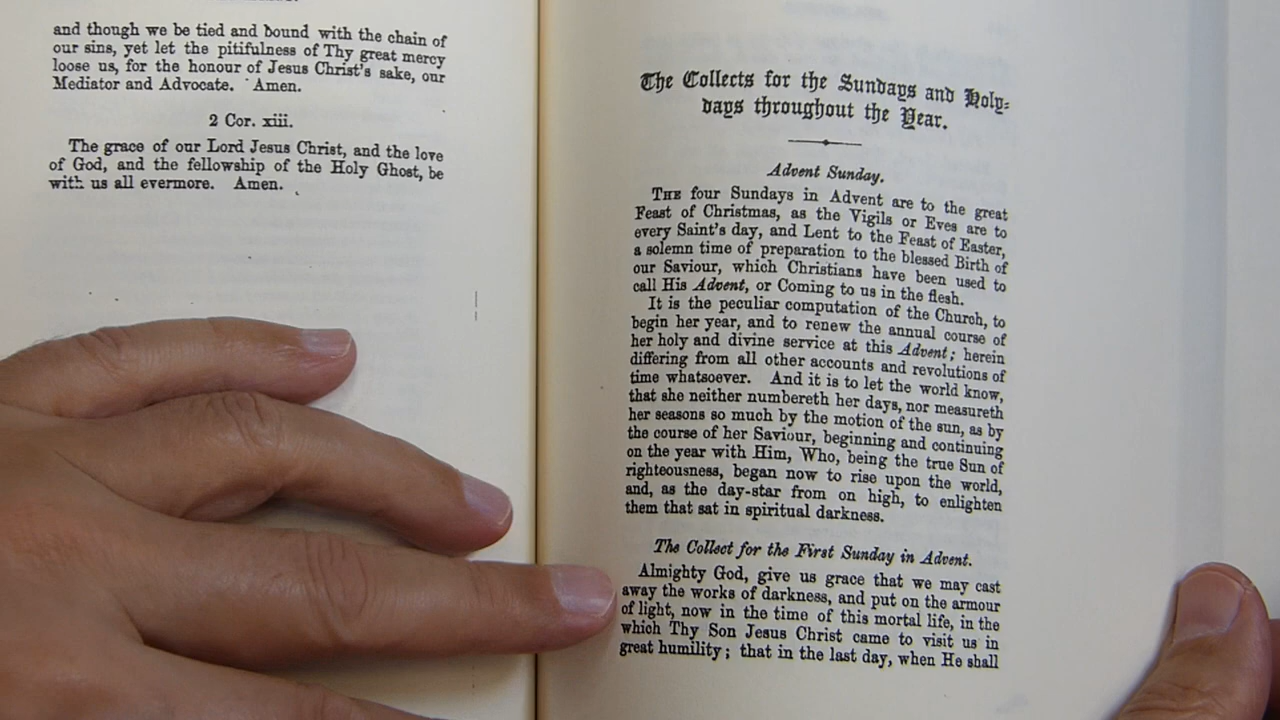 and though we be tied and bound with the chain of
our sins, yet let the pitifulness of Thy great mercy
loose us, for the honour of Jesus Christ's sake, our
Mediator and Advocate. Amen.
2 Cor. xiii.
The grace of our Lord Jesus Christ, and the love
of God, and the fellowship of the Holy Ghost, be
with us all evermore. Amen.
The Collects for the Sundays and Holy-
days throughout the Year.
Advent Sunday.
THE four Sundays in Advent are to the great
Feast of Christmas, as the Vigils or Eves are to
every Saint's day, and Lent to the Feast of Easter,
a solemn time of preparation to the blessed Birth of
our Saviour, which Christians have been used to
call His Advent, or Coming to us in the flesh.
It is the peculiar computation of the Church, to
begin her year, and to renew the annual course of
her holy and divine service at this Advent; herein
differing from all other accounts and revolutions of
time whatsoever. And it is to let the world know,
that she neither numbereth her days, nor measureth
her seasons so much by the motion of the sun, as by
the course of her Saviour, beginning and continuing
on the year with Him, Who, being the true Sun of
righteousness, began now to rise upon the world,
and, as the day-star from on high, to enlighten
them that sat in spiritual darkness.
The Collect for the First Sunday in Advent.
Almighty God, give us grace that we may cast
away the works of darkness, and put on the armour
of light, now in the time of this mortal life, in the
which Thy Son Jesus Christ came to visit us in
great humility; that in the last day, when He shall